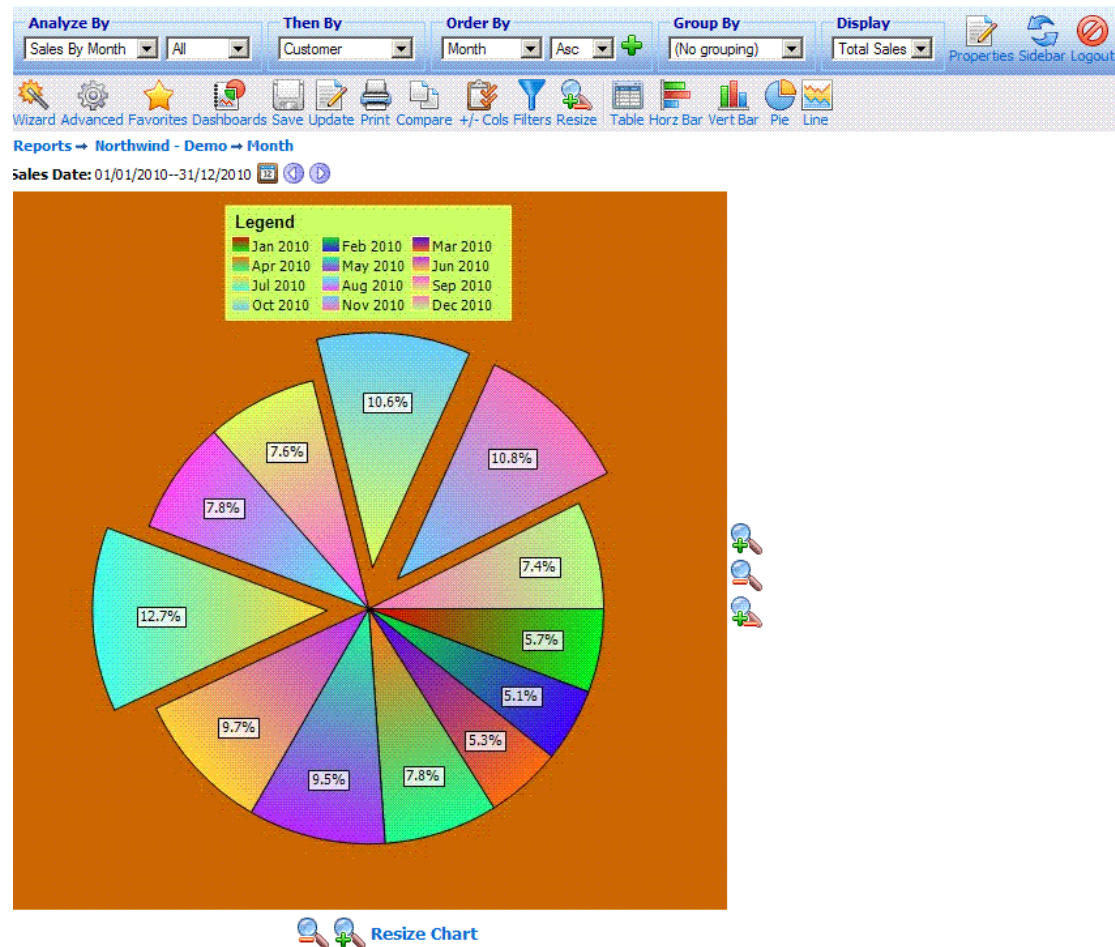 Analyze By Then By Order By Group By Display
Sales By Month All Customer Month Asc (No grouping) Total Sales
Properties Sidebar Logout
Wizard Advanced Favorites Dashboards Save Update Print Compare +/- Cols Filters Resize Table Horz Bar Vert Bar Pie Line
Reports → Northwind - Demo → Month
Sales Date: 01/01/2010--31/12/2010 12
Legend
Jan 2010 Feb 2010 Mar 2010
Apr 2010 May 2010 Jun 2010
Jul 2010 Aug 2010 Sep 2010
Oct 2010 Nov 2010 Dec 2010
10.6%
7.6%
10.8%
7.8%
7.4%
12.7%
5.7%
5.1%
9.7%
5.3%
9.5%
7.8%
Resize Chart